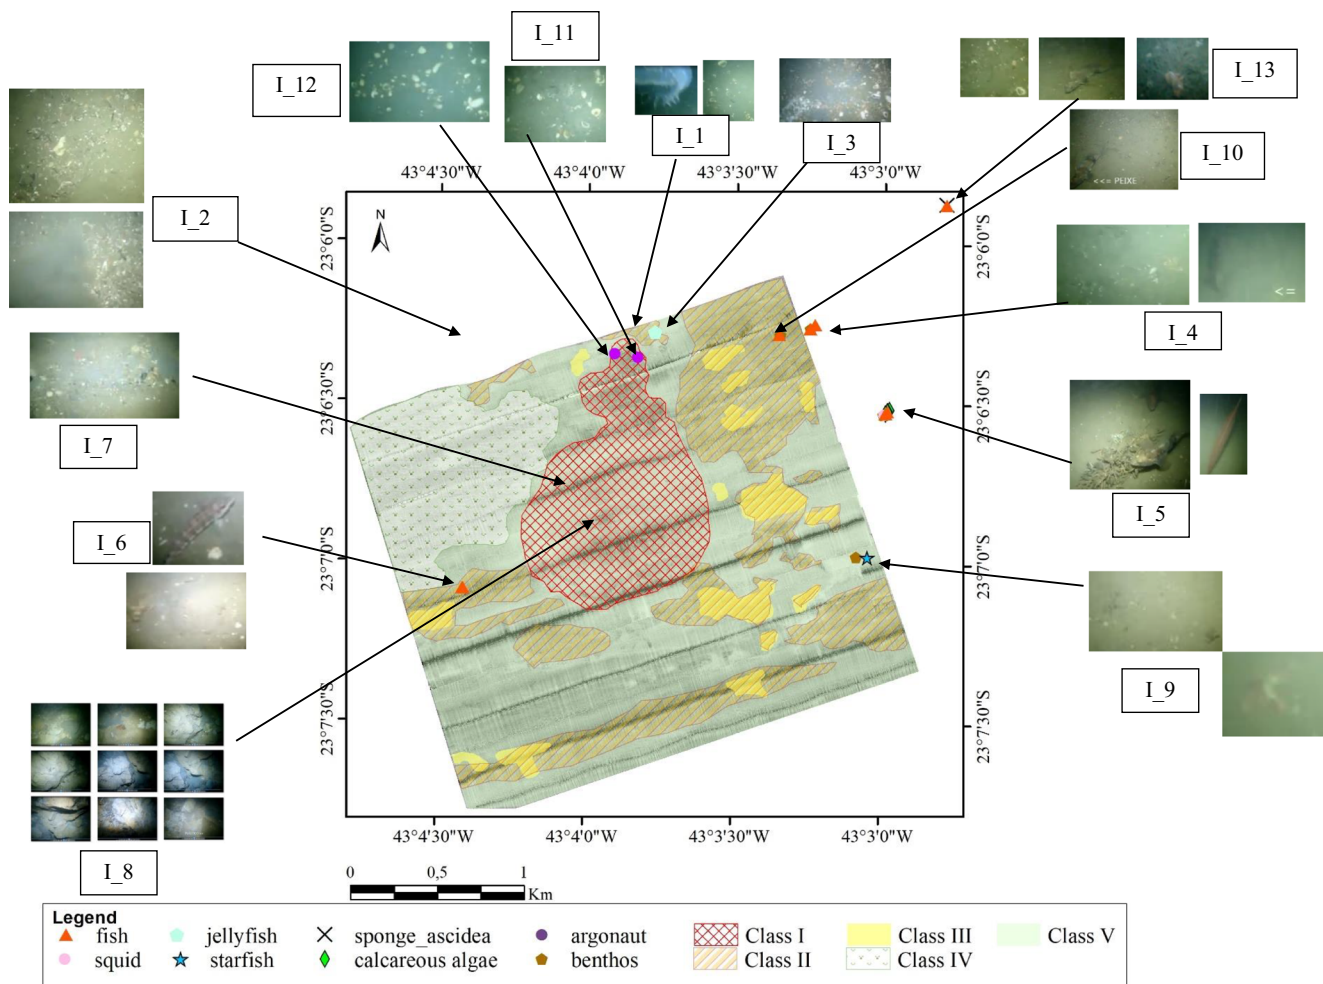 I_11
I_12
I_1
I_3
I_13
I_10
<<= PEIXE
I_2
43°4'30"W 43°4'0"W 43°3'30"W 43°3'0"W
N
23°6'0"S
23°6'0"S
<=
I_4
I_7
23°6'30"S
23°6'30"S
I_5
I_6
23°7'0"S
23°7'0"S
I_9
23°7'30"S
23°7'30"S
I_8
43°4'30"W 43°4'0"W 43°3'30"W 43°3'0"W
0 0,5 1
Km
Legend
fish jellyfish sponge_ascidea argonaut Class I Class III Class V
squid starfish calcareous algae benthos Class II Class IV